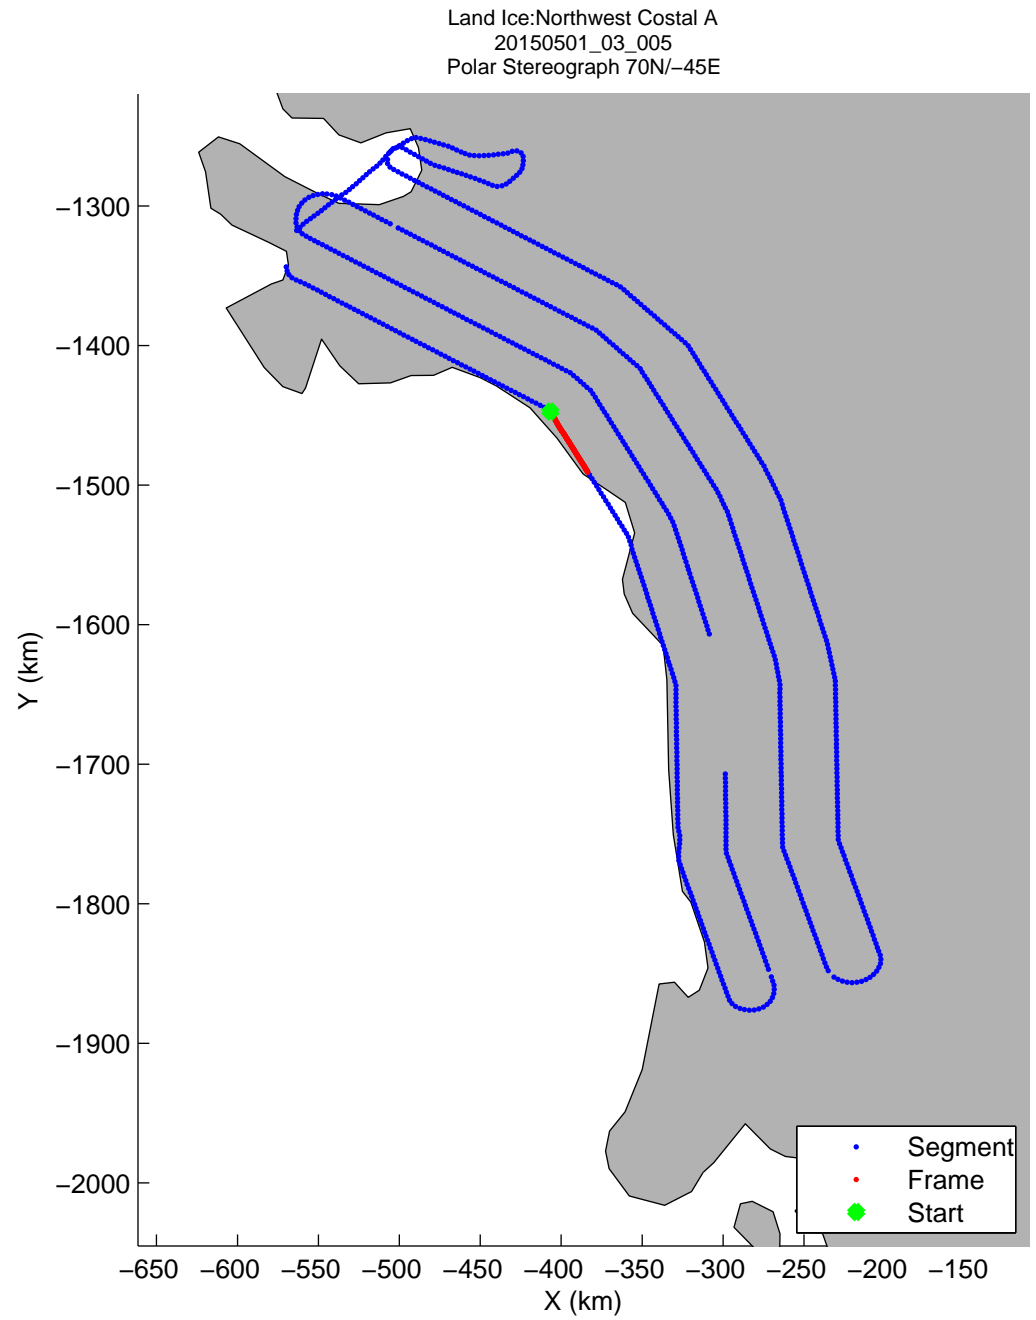 Land Ice:Northwest Costal A
20150501_03_005
Polar Stereograph 70N/−45E
−1300
−1400
−1500
−1600
−1700
−1800
−1900
−2000
Y (km)
Segment
Frame
Start
−650 −600 −550 −500 −450 −400 −350 −300 −250 −200 −150
X (km)